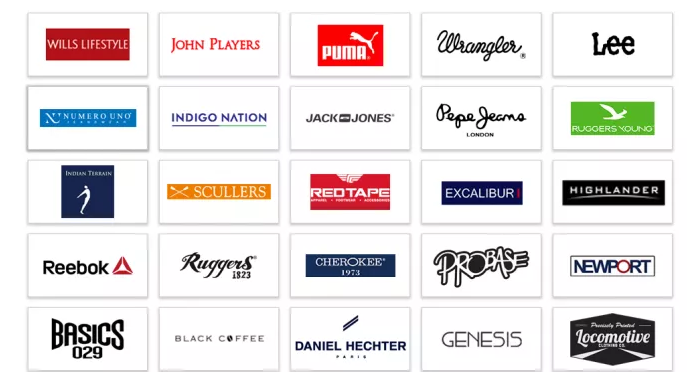 WILLS LIFESTYLE
JOHN PLAYERS
PUMA
Wrangler®
Lee
NUMERO UNO
INDIGO NATION
JACK JONES®
Pepe Jeans
LONDON
RUGGERS YOUNG
INDIAN TERRAIN
SCULLERS
REDTAPE
APPAREL • FOOTWEAR • ACCESSORIES
EXCALIBUR
HIGHLANDER
Reebok
Ruggers
1823
CHEROKEE®
1973
PROBASE
NEWPORT
BASICS
029
BLACK COFFEE
DANIEL HECHTER
PARIS
GENESIS
Precisely Printed
Locomotive
CLOTHING CO.